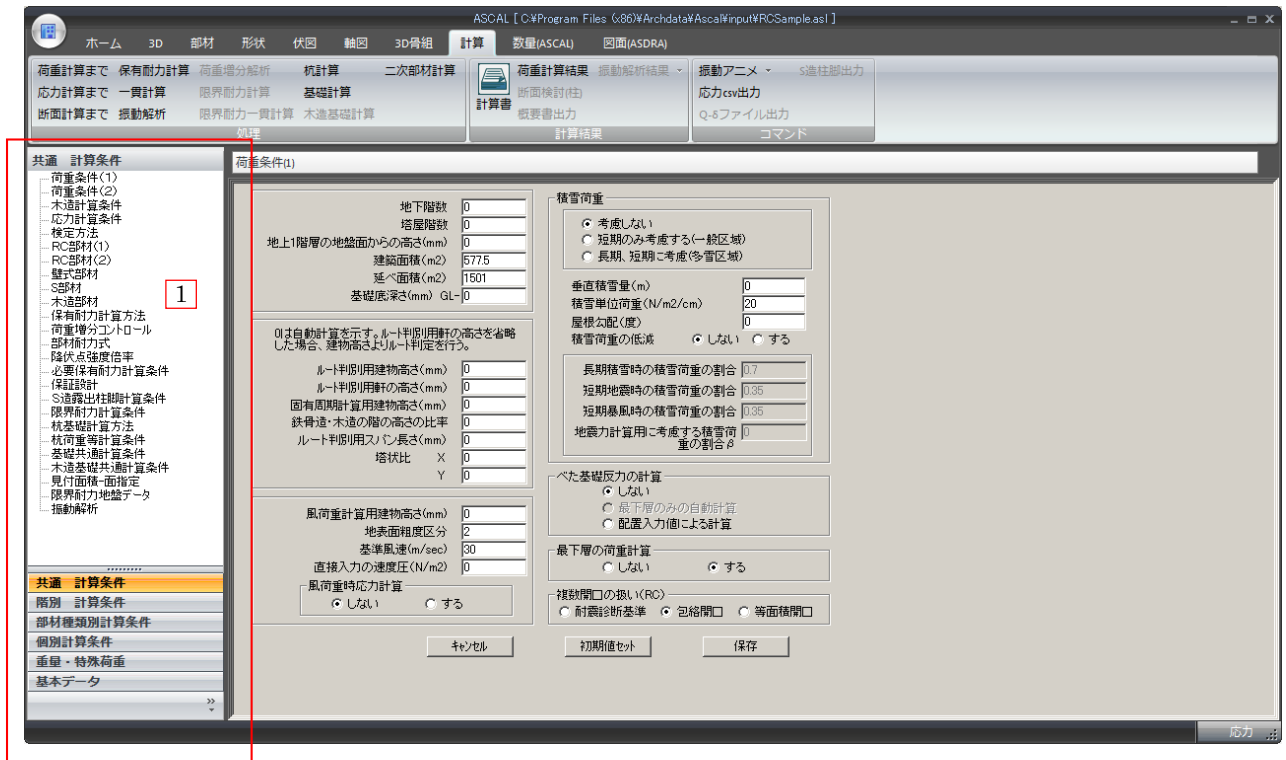 ASCAL [ C:¥Program Files (x86)¥Archdata¥Ascal¥input¥RCSample.asl ]
ホーム 3D 部材 形状 伏図 軸図 3D骨組 計算 数量(ASCAL) 図面(ASDRA)
荷重計算まで 保有耐力計算 荷重増分解析 杭計算 二次部材計算
応力計算まで 一貫計算 限界耐力計算 基礎計算
断面計算まで 振動解析 限界耐力一貫計算 木造基礎計算
処理
計算書
荷重計算結果 振動解析結果
断面検討(柱)
概要書出力
計算結果
振動アニメ S造柱脚出力
応力csv出力
Q-δファイル出力
コマンド
共通 計算条件
荷重条件(1)
荷重条件(2)
木造計算条件
応力計算条件
検定方法
RC部材(1)
RC部材(2)
壁式部材
S部材
木造部材
保有耐力計算方法
荷重増分コントロール
部材耐力式
降伏点強度倍率
必要保有耐力計算条件
保証設計
S造露出柱脚計算条件
限界耐力計算条件
杭基礎計算方法
杭荷重等計算条件
基礎共通計算条件
木造基礎共通計算条件
見付面積-面指定
限界耐力地盤データ
振動解析
1
共通 計算条件
階別 計算条件
部材種類別計算条件
個別計算条件
重量・特殊荷重
基本データ
荷重条件(1)
地下階数 0
塔屋階数 0
地上1階層の地盤面からの高さ(mm) 0
建築面積(m2) 577.5
延べ面積(m2) 1501
基礎底深さ(mm) GL- 0
0は自動計算を示す。ルート判別用軒の高さを省略
した場合、建物高さよりルート判定を行う。
ルート判別用建物高さ(mm) 0
ルート判別用軒の高さ(mm) 0
固有周期計算用建物高さ(mm) 0
鉄骨造・木造の階の高さの比率 0
ルート判別用スパン長さ(mm) 0
塔状比 X 0
Y 0
風荷重計算用建物高さ(mm) 0
地表面粗度区分 2
基準風速(m/sec) 30
直接入力の速度圧(N/m2) 0
風荷重時応力計算
しない する
積雪荷重
考慮しない
短期のみ考慮する(一般区域)
長期、短期に考慮(多雪区域)
垂直積雪量(m) 0
積雪単位荷重(N/m2/cm) 20
屋根勾配(度) 0
積雪荷重の低減 しない する
長期積雪時の積雪荷重の割合 0.7
短期地震時の積雪荷重の割合 0.35
短期暴風時の積雪荷重の割合 0.35
地震力計算用に考慮する積雪荷 0
重の割合β
べた基礎反力の計算
しない
最下層のみの自動計算
配置入力値による計算
最下層の荷重計算
しない する
複数開口の扱い(RC)
耐震診断基準 包絡開口 等面積開口
キャンセル 初期値セット 保存
応力